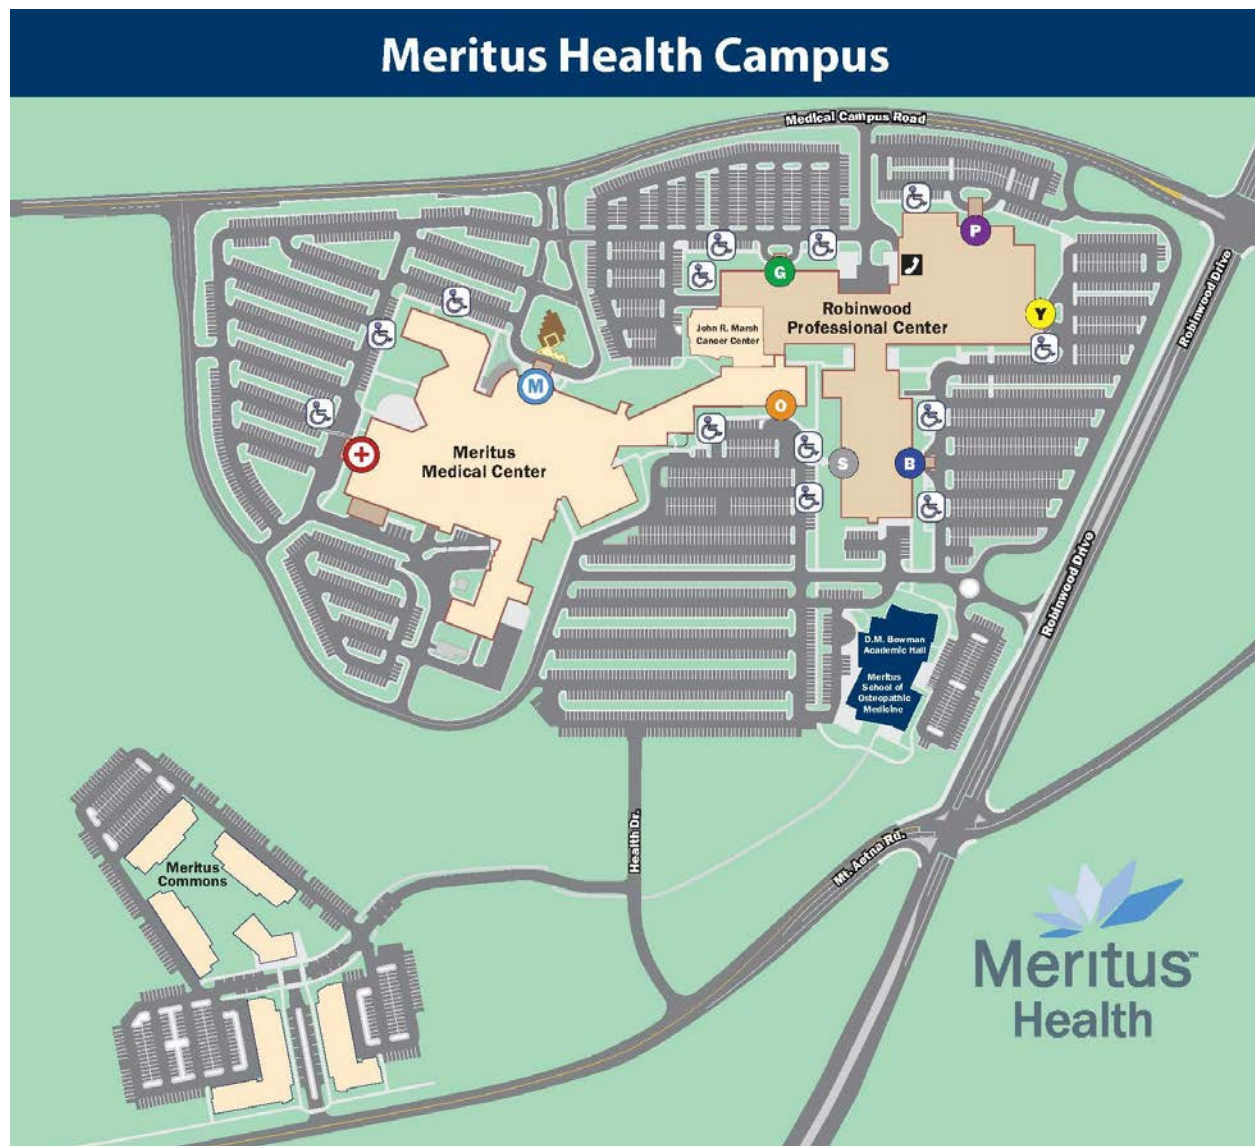 Meritus Health Campus
Medical Campus Road
P
G
Robinwood
Professional Center
Y
Robinwood Drive
John R. Marsh
Cancer Center
M
O
Meritus
Medical Center
S
B
Robinwood Drive
D.M. Bowman
Academic Hall
Meritus
School of
Osteopathic
Medicine
Health Dr.
Mt. Aetna Rd.
Meritus
Commons
Meritus™
Health